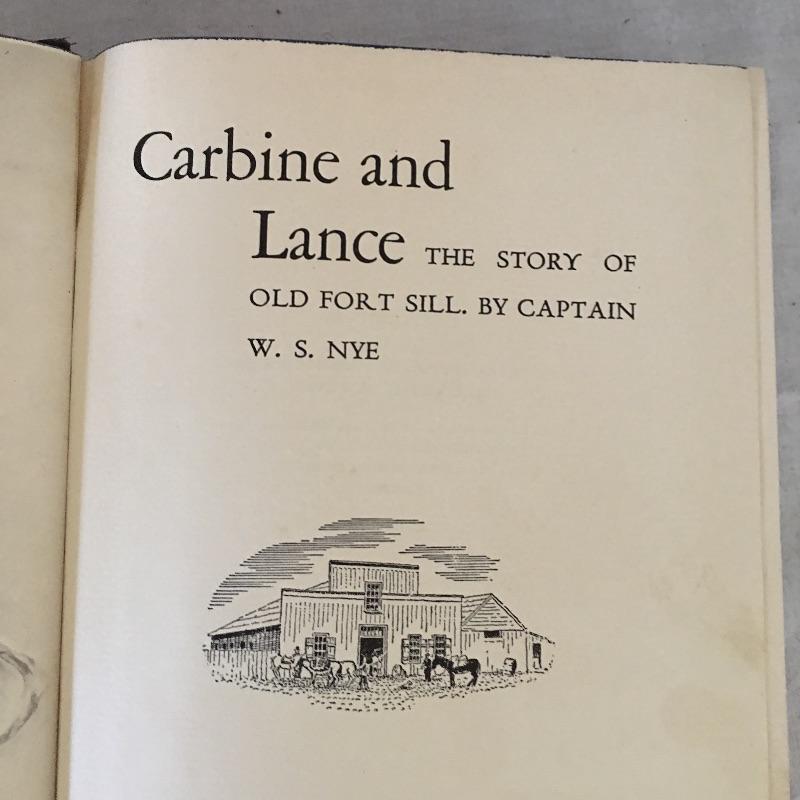 Carbine and
Lance THE STORY OF
OLD FORT SILL. BY CAPTAIN
W. S. NYE